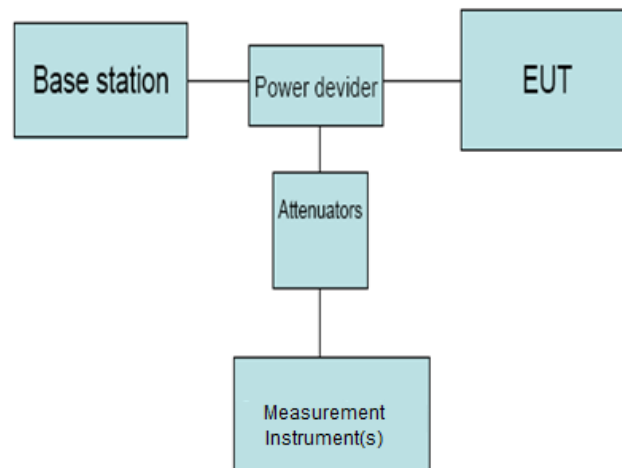 Base station
Power devider
EUT
Attenuators
Measurement
Instrument(s)